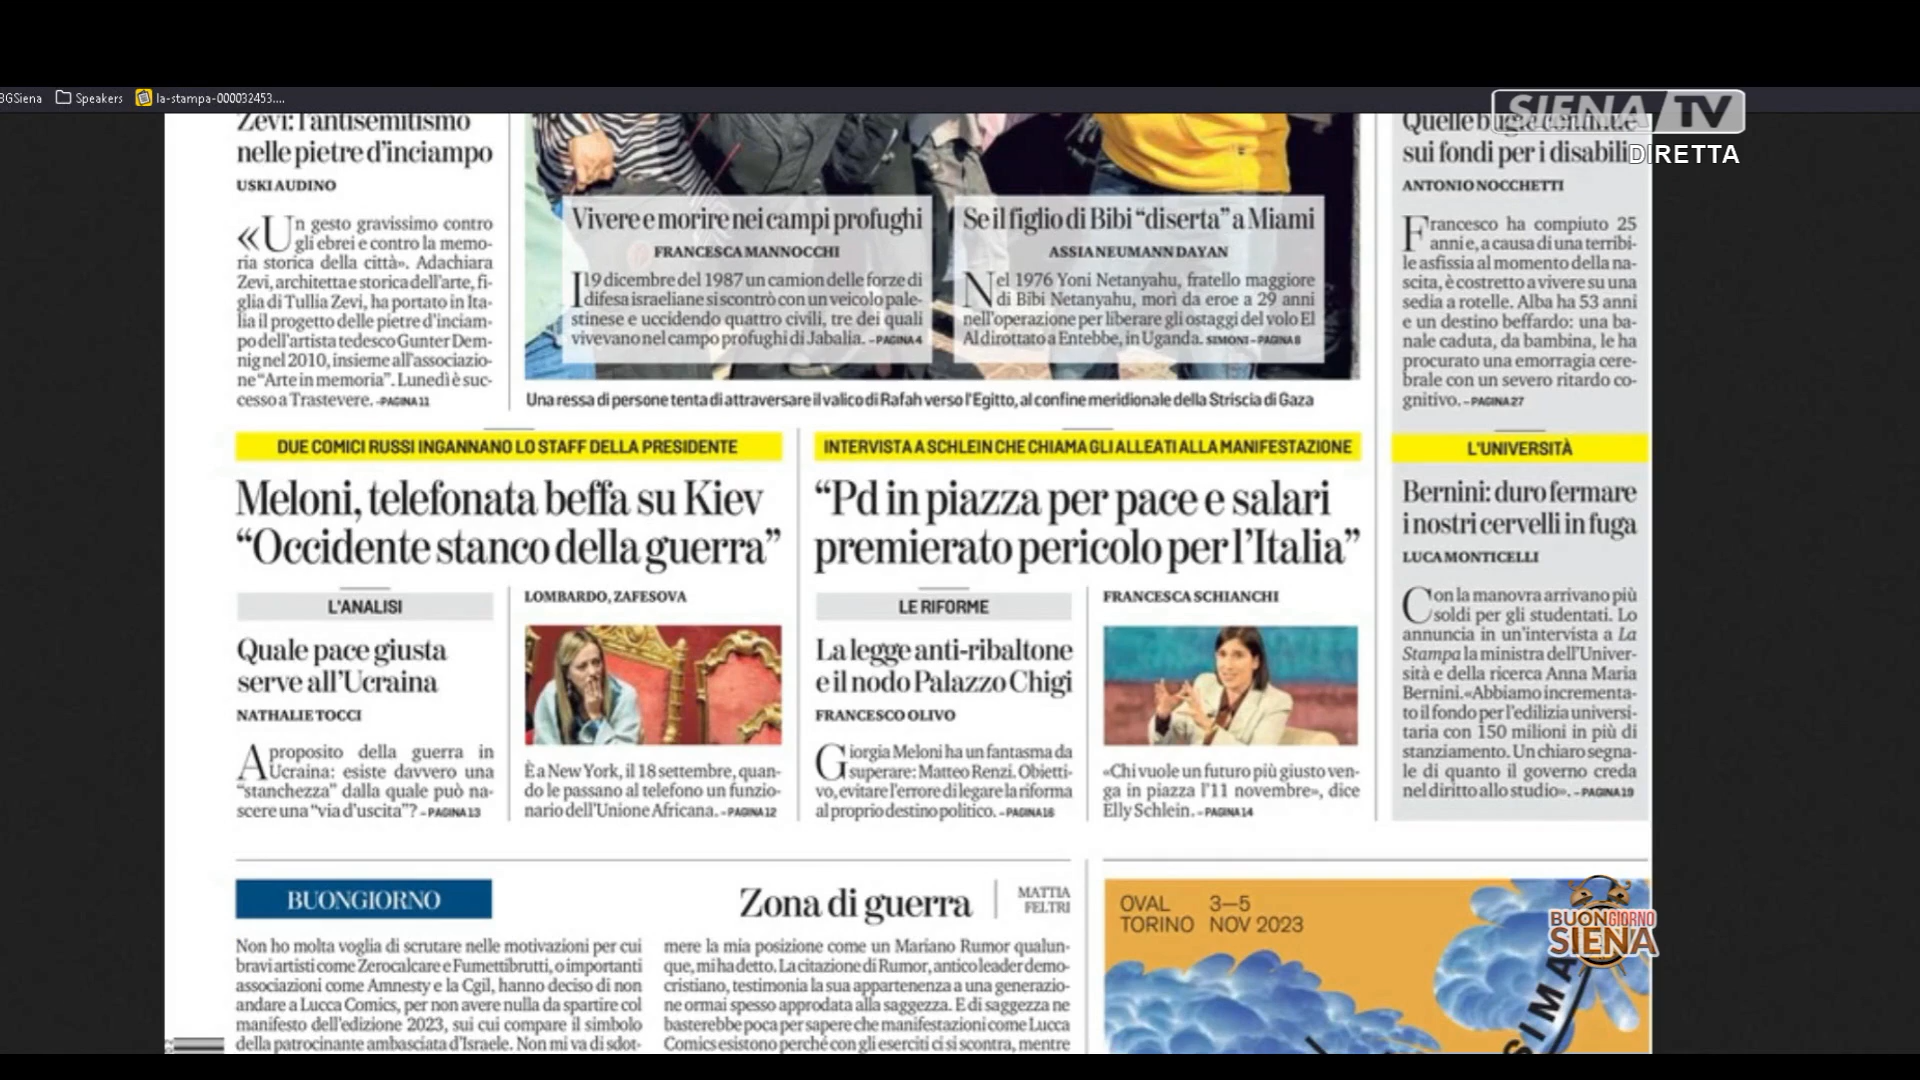 BGSiena
Speakers
la-stampa-000032453....
SIENA TV
DIRETTA
Zevi: l'antisemitismo
nelle pietre d'inciampo
USKI AUDINO
«Un gesto gravissimo contro
gli ebrei e contro la memo-
ria storica della città». Adachiara
Zevi, architetta e storica dell'arte, fi-
glia di Tullia Zevi, ha portato in Ita-
lia il progetto delle pietre d'inciam-
po dell'artista tedesco Gunter Dem-
nig nel 2010, insieme all'associazio-
ne “Arte in memoria”. Lunedì è suc-
cesso a Trastevere. – PAGINA 11
Vivere e morire nei campi profughi
FRANCESCA MANNOCCHI
Il 9 dicembre del 1987 un camion delle forze di
difesa israeliane si scontrò con un veicolo pale-
stinese e uccidendo quattro civili, tre dei quali
vivevano nel campo profughi di Jabalia. – PAGINA 4
Se il figlio di Bibi “diserta” a Miami
ASSIA NEUMANN DAYAN
Nel 1976 Yoni Netanyahu, fratello maggiore
di Bibi Netanyahu, morì da eroe a 29 anni
nell'operazione per liberare gli ostaggi del volo El
Al dirottato a Entebbe, in Uganda. SIMONI – PAGINA 8
Una ressa di persone tenta di attraversare il valico di Rafah verso l'Egitto, al confine meridionale della Striscia di Gaza
Quelle bugie
sui fondi per i disabili
ANTONIO NOCCHETTI
Francesco ha compiuto 25
anni e, a causa di una terribi-
le asfissia al momento della na-
scita, è costretto a vivere su una
sedia a rotelle. Alba ha 53 anni
e un destino beffardo: una ba-
nale caduta, da bambina, le ha
procurato una emorragia cere-
brale con un severo ritardo co-
gnitivo. – PAGINA 27
DUE COMICI RUSSI INGANNANO LO STAFF DELLA PRESIDENTE
Meloni, telefonata beffa su Kiev
“Occidente stanco della guerra”
L'ANALISI
Quale pace giusta
serve all'Ucraina
NATHALIE TOCCI
A proposito della guerra in
Ucraina: esiste davvero una
“stanchezza” dalla quale può na-
scere una “via d'uscita”? – PAGINA 13
LOMBARDO, ZAFESOVA
È a New York, il 18 settembre, quan-
do le passano al telefono un funzio-
nario dell'Unione Africana. – PAGINA 12
INTERVISTA A SCHLEIN CHE CHIAMA GLI ALLEATI ALLA MANIFESTAZIONE
“Pd in piazza per pace e salari
premierato pericolo per l'Italia”
LE RIFORME
La legge anti-ribaltone
e il nodo Palazzo Chigi
FRANCESCO OLIVO
Giorgia Meloni ha un fantasma da
superare: Matteo Renzi. Obietti-
vo, evitare l'errore di legare la riforma
al proprio destino politico. – PAGINA 16
FRANCESCA SCHIANCHI
«Chi vuole un futuro più giusto ven-
ga in piazza l'11 novembre», dice
Elly Schlein. – PAGINA 14
L'UNIVERSITÀ
Bernini: duro fermare
i nostri cervelli in fuga
LUCA MONTICELLI
Con la manovra arrivano più
soldi per gli studentati. Lo
annuncia in un'intervista a La
Stampa la ministra dell'Univer-
sità e della ricerca Anna Maria
Bernini.«Abbiamo incrementa-
to il fondo per l'edilizia universi-
taria con 150 milioni in più di
stanziamento. Un chiaro segna-
le di quanto il governo creda
nel diritto allo studio». – PAGINA 19
BUONGIORNO
Zona di guerra
MATTIA
FELTRI
Non ho molta voglia di scrutare nelle motivazioni per cui
bravi artisti come Zerocalcare e Fumettibrutti, o importanti
associazioni come Amnesty e la Cgil, hanno deciso di non
andare a Lucca Comics, per non avere nulla da spartire col
manifesto dell'edizione 2023, su cui compare il simbolo
della patrocinante ambasciata d'Israele. Non mi va di sdot-
mere la mia posizione come un Mariano Rumor qualun-
que, mi ha detto. La citazione di Rumor, antico leader demo-
cristiano, testimonia la sua appartenenza a una generazio-
ne ormai spesso approdata alla saggezza. E di saggezza ne
basterebbe poca per sapere che manifestazioni come Lucca
Comics esistono perché con gli eserciti ci si scontra, mentre
OVAL
TORINO
3—5
NOV 2023
SIMA
BUONGIORNO
SIENA